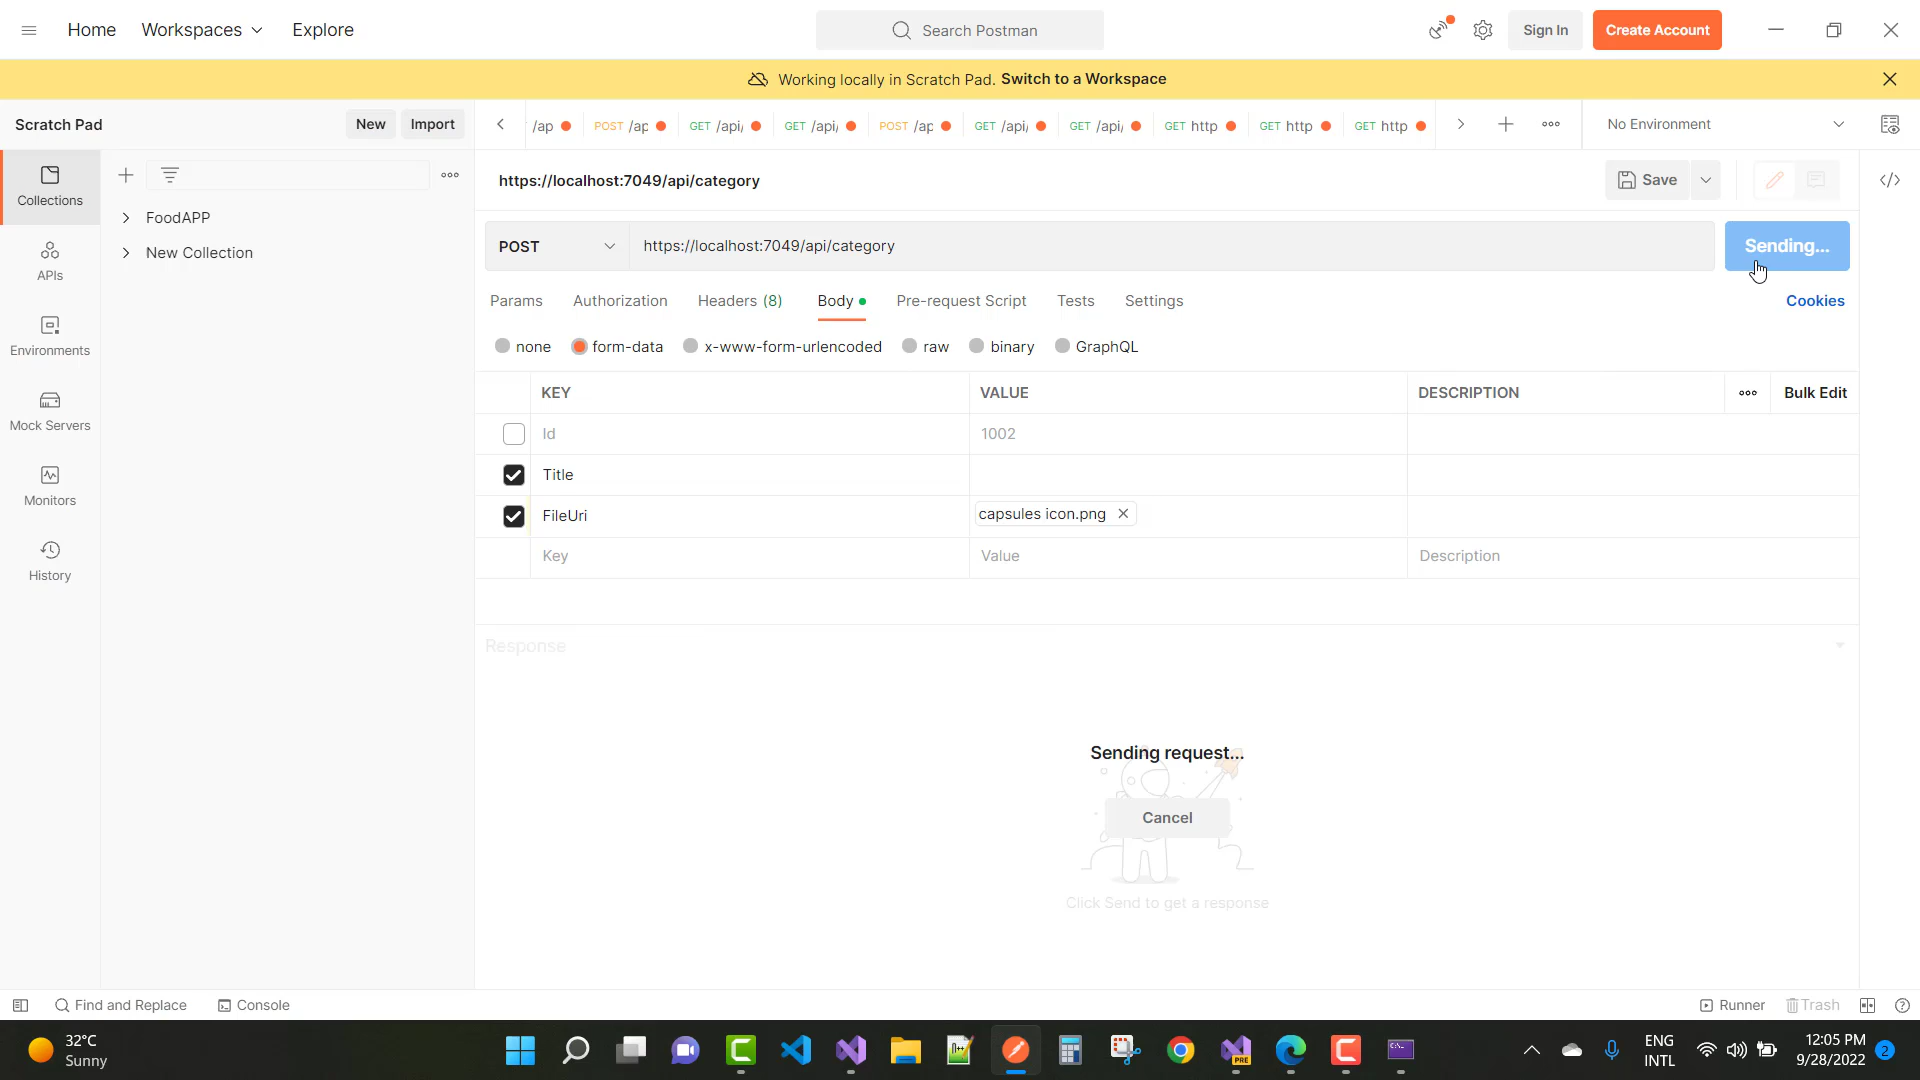 Home Workspaces Explore Search Postman Sign In Create Account
Working locally in Scratch Pad. Switch to a Workspace
Scratch Pad New Import /ap POST /ap GET /api/ GET /api/ POST /ap GET /api/ GET /api/ GET http GET http GET http No Environment
https://localhost:7049/api/category Save
Collections
FoodAPP
New Collection
APIs
Environments
Mock Servers
Monitors
History
POST https://localhost:7049/api/category Sending...
Params Authorization Headers (8) Body Pre-request Script Tests Settings Cookies
none form-data x-www-form-urlencoded raw binary GraphQL
KEY VALUE DESCRIPTION Bulk Edit
Id 1002
Title
FileUri capsules icon.png
Key Value Description
Response
Sending request...
Cancel
Click Send to get a response
Find and Replace Console Runner Trash
32°C
Sunny
PRE
ENG
INTL
12:05 PM
9/28/2022 2